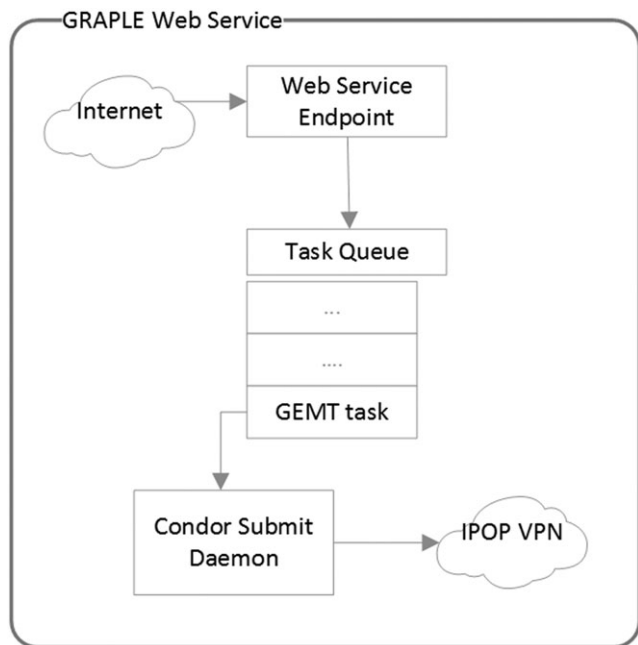 GRAPLE Web Service
Internet
Web Service
Endpoint
Task Queue
...
....
GEMT task
Condor Submit
Daemon
IPOP VPN